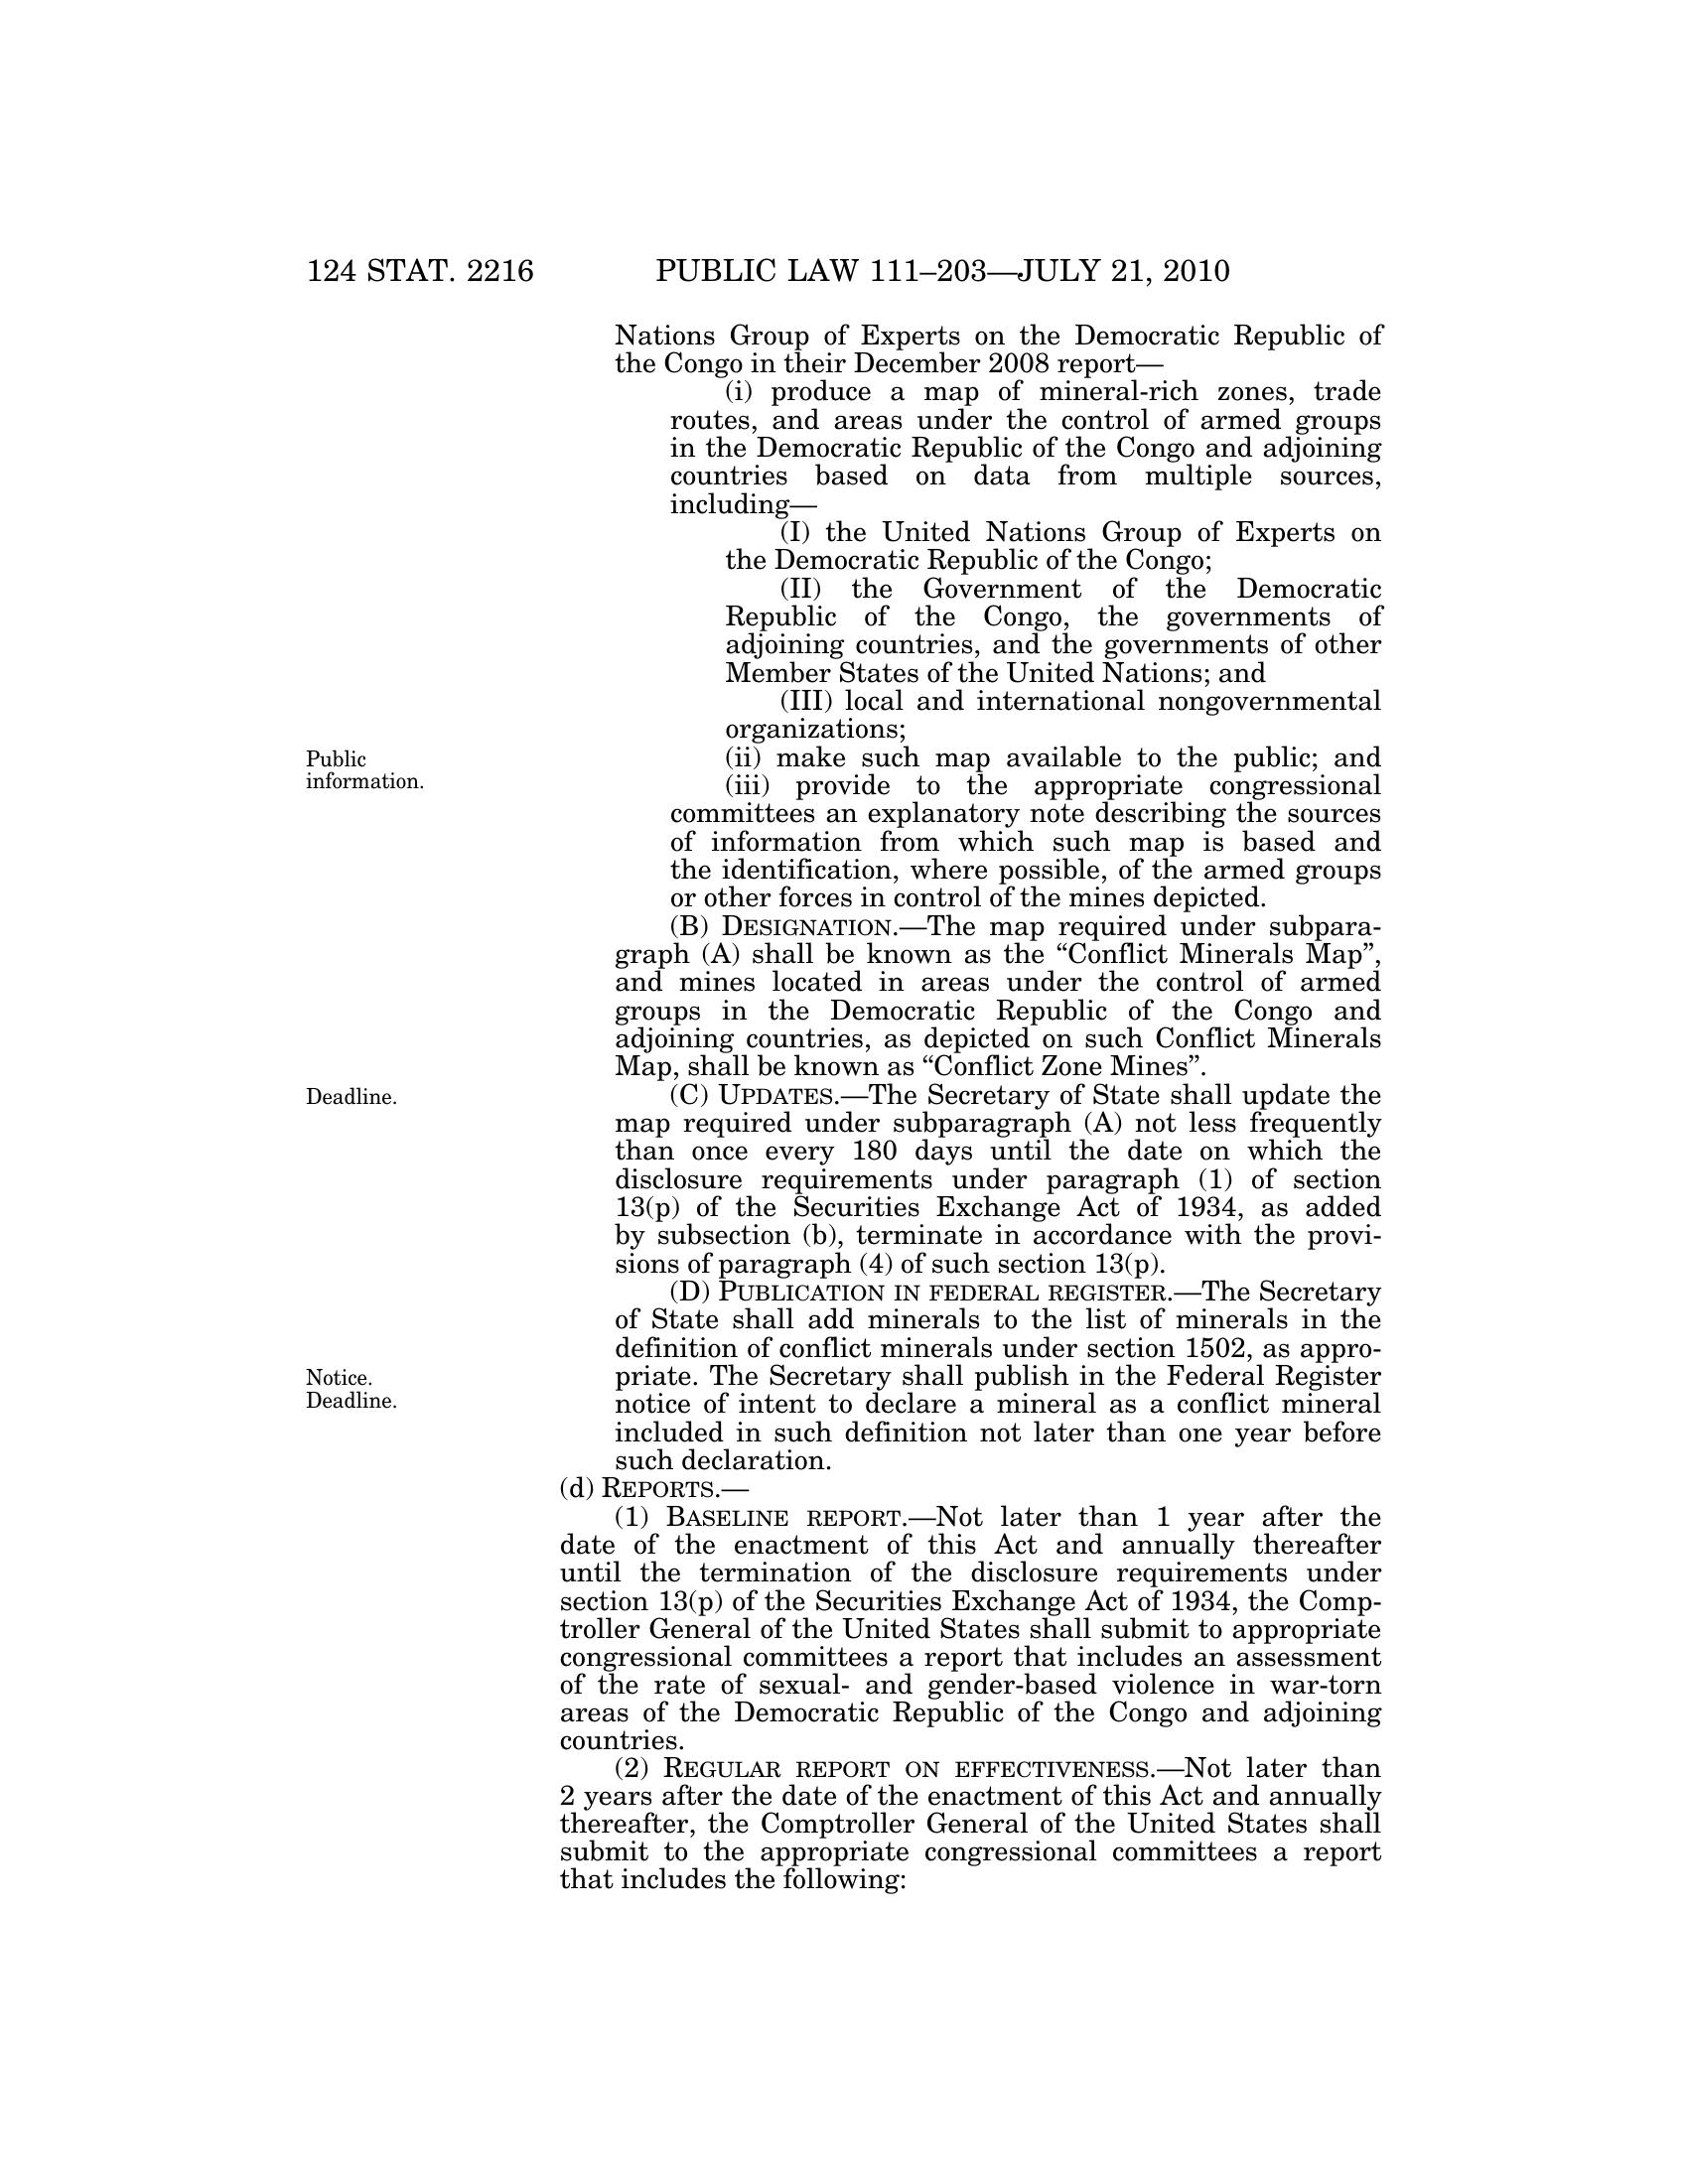 124 STAT. 2216 PUBLIC LAW 111–203—JULY 21, 2010
Nations Group of Experts on the Democratic Republic of
the Congo in their December 2008 report—
(i) produce a map of mineral-rich zones, trade
routes, and areas under the control of armed groups
in the Democratic Republic of the Congo and adjoining
countries based on data from multiple sources,
including—
(I) the United Nations Group of Experts on
the Democratic Republic of the Congo;
(II) the Government of the Democratic
Republic of the Congo, the governments of
adjoining countries, and the governments of other
Member States of the United Nations; and
(III) local and international nongovernmental
organizations;
Public
information.
(ii) make such map available to the public; and
(iii) provide to the appropriate congressional
committees an explanatory note describing the sources
of information from which such map is based and
the identification, where possible, of the armed groups
or other forces in control of the mines depicted.
(B) DESIGNATION.—The map required under subpara-
graph (A) shall be known as the “Conflict Minerals Map”,
and mines located in areas under the control of armed
groups in the Democratic Republic of the Congo and
adjoining countries, as depicted on such Conflict Minerals
Map, shall be known as “Conflict Zone Mines”.
Deadline.
(C) UPDATES.—The Secretary of State shall update the
map required under subparagraph (A) not less frequently
than once every 180 days until the date on which the
disclosure requirements under paragraph (1) of section
13(p) of the Securities Exchange Act of 1934, as added
by subsection (b), terminate in accordance with the provi-
sions of paragraph (4) of such section 13(p).
(D) PUBLICATION IN FEDERAL REGISTER.—The Secretary
of State shall add minerals to the list of minerals in the
definition of conflict minerals under section 1502, as appro-
Notice.
Deadline.
priate. The Secretary shall publish in the Federal Register
notice of intent to declare a mineral as a conflict mineral
included in such definition not later than one year before
such declaration.
(d) REPORTS.—
(1) BASELINE REPORT.—Not later than 1 year after the
date of the enactment of this Act and annually thereafter
until the termination of the disclosure requirements under
section 13(p) of the Securities Exchange Act of 1934, the Comp-
troller General of the United States shall submit to appropriate
congressional committees a report that includes an assessment
of the rate of sexual- and gender-based violence in war-torn
areas of the Democratic Republic of the Congo and adjoining
countries.
(2) REGULAR REPORT ON EFFECTIVENESS.—Not later than
2 years after the date of the enactment of this Act and annually
thereafter, the Comptroller General of the United States shall
submit to the appropriate congressional committees a report
that includes the following: